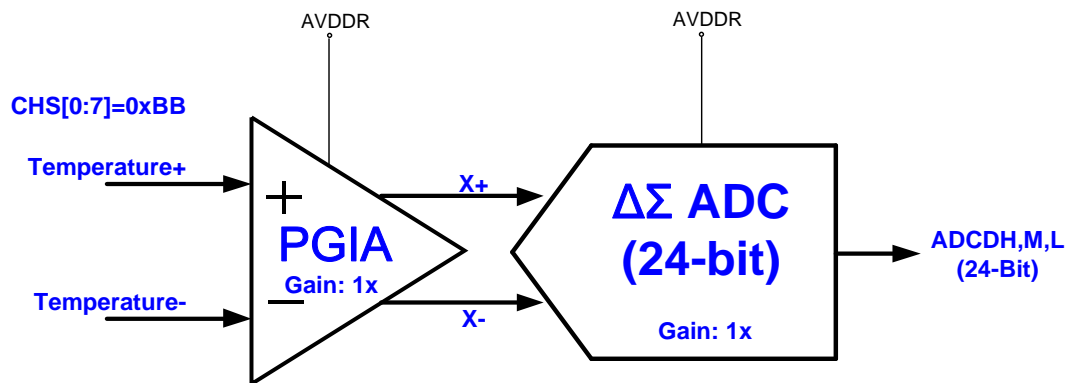 AVDDR
AVDDR
CHS[0:7]=0xBB
Temperature+
X+
+
PGIA
Gain: 1x
−
ΔΣ ADC
(24-bit)
Gain: 1x
ADCDH,M,L
(24-Bit)
Temperature-
X-